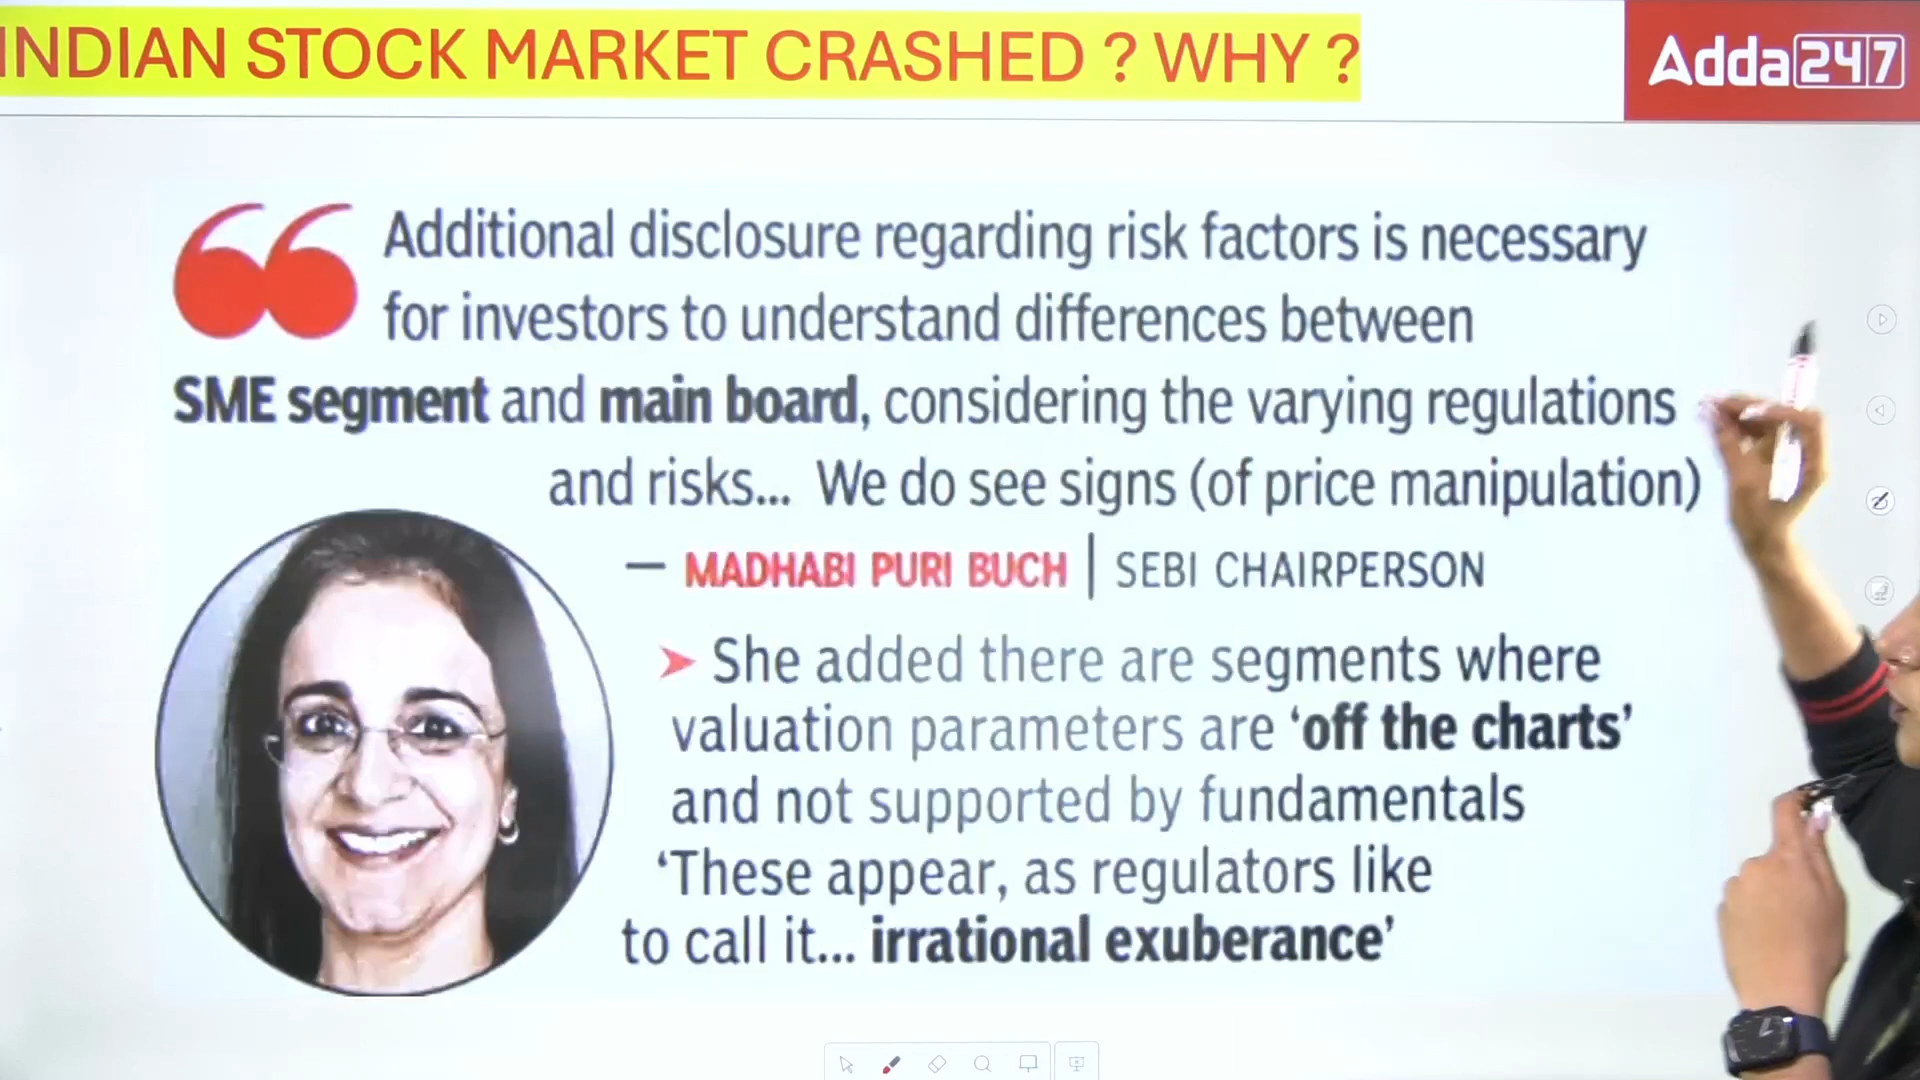 INDIAN STOCK MARKET CRASHED ? WHY ?
Adda247
Additional disclosure regarding risk factors is necessary
for investors to understand differences between
SME segment and main board, considering the varying regulations
and risks... We do see signs (of price manipulation)
— MADHABI PURI BUCH | SEBI CHAIRPERSON
➤ She added there are segments where
valuation parameters are ‘off the charts’
and not supported by fundamentals
‘These appear, as regulators like
to call it... irrational exuberance’